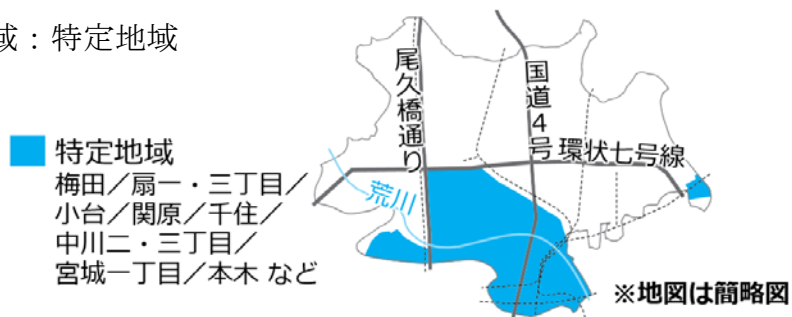 域：特定地域
特定地域
梅田／扇一・三丁目／
小台／関原／千住／
中川二・三丁目／
宮城一丁目／本木 など
尾久橋通り
国道4号
環状七号線
荒川
※地図は簡略図